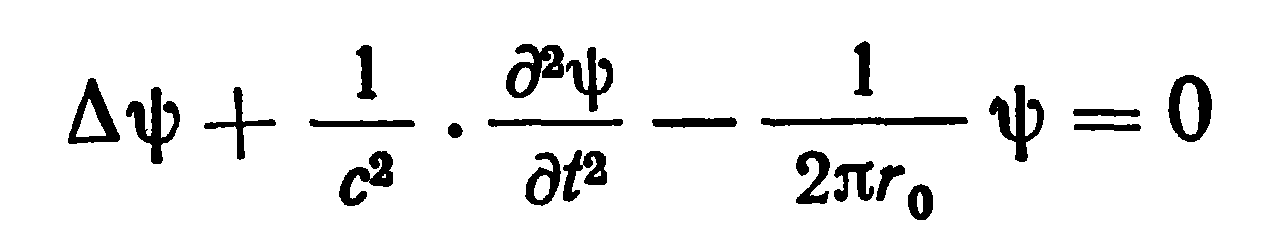 Δψ + 1/c² · ∂²ψ/∂t² − 1/2πr₀ ψ = 0